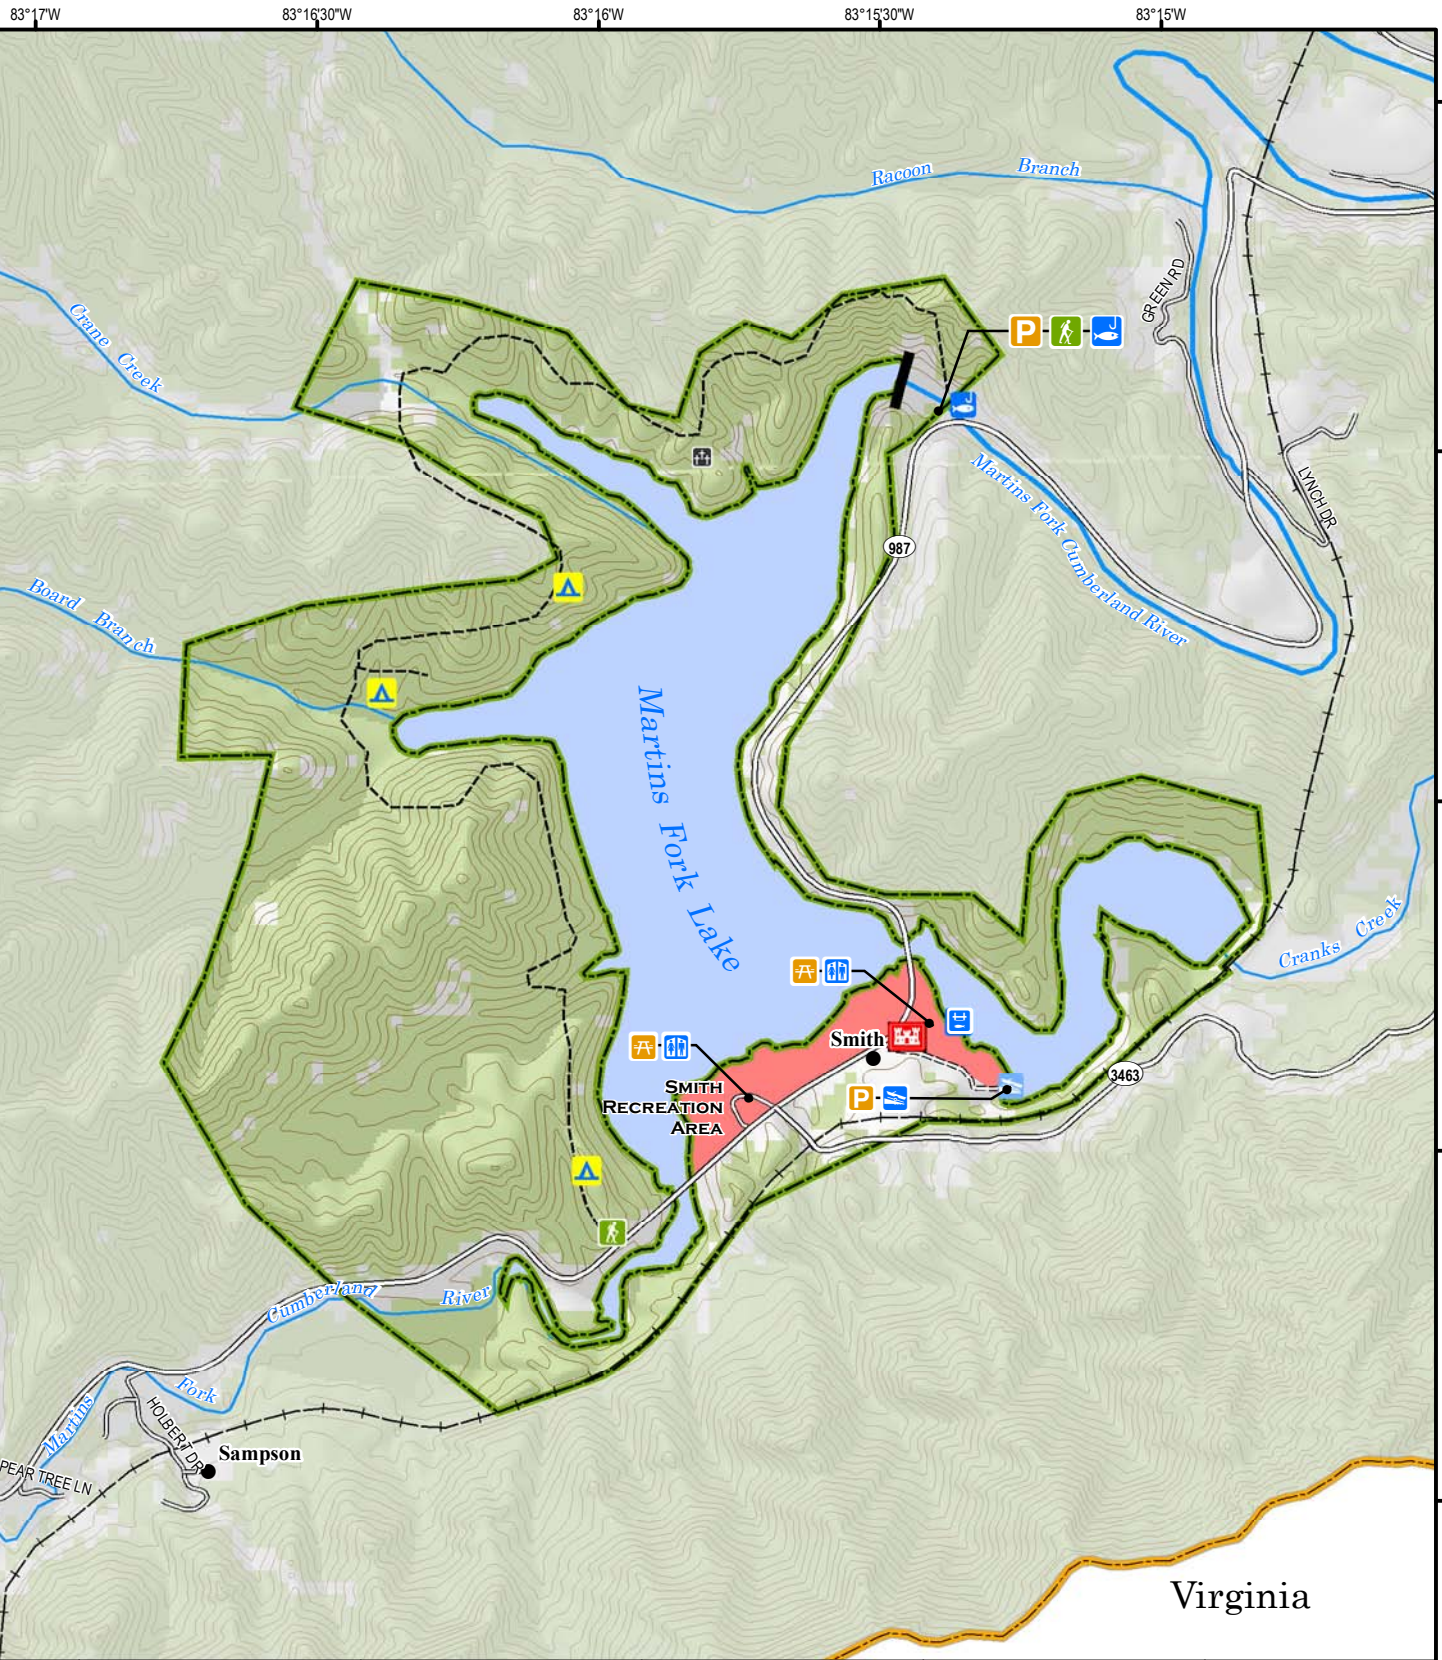 83°17'W
83°16'30"W
83°16'W
83°15'30"W
83°15'W
Racoon Branch
GREEN RD
Crane Creek
P
LYNCH DR
Martins Fork Cumberland River
987
Board Branch
Martins Fork Lake
Cranks Creek
Smith
3463
SMITH
RECREATION
AREA
P
Martins Fork Cumberland River
HOLBERT DR
Sampson
PEAR TREE LN
Virginia